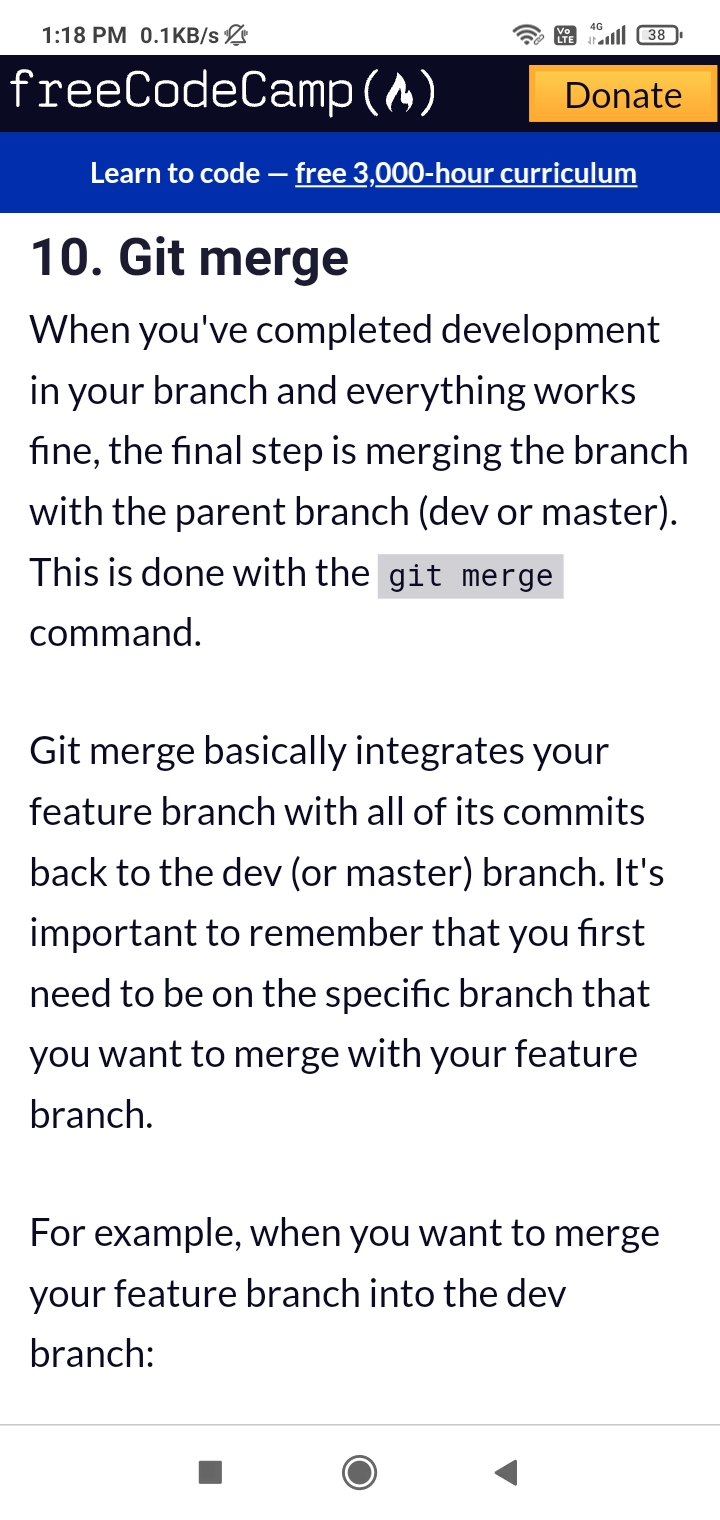 1:18 PM 0.1KB/s
Vo LTE 4G 38
freeCodeCamp Donate
Learn to code — free 3,000-hour curriculum
10. Git merge
When you've completed development
in your branch and everything works
fine, the final step is merging the branch
with the parent branch (dev or master).
This is done with the git merge
command.
Git merge basically integrates your
feature branch with all of its commits
back to the dev (or master) branch. It's
important to remember that you first
need to be on the specific branch that
you want to merge with your feature
branch.
For example, when you want to merge
your feature branch into the dev
branch: